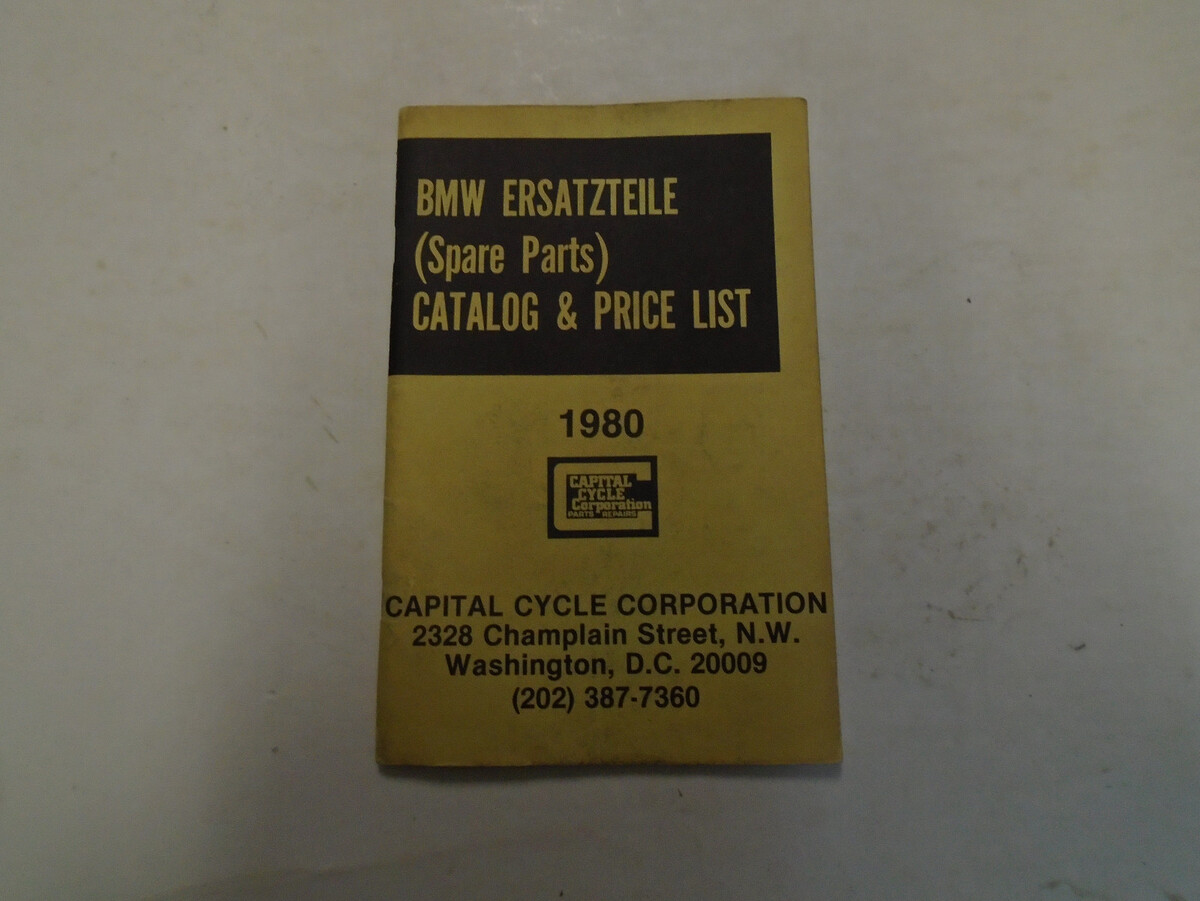 BMW ERSATZTEILE
(Spare Parts)
CATALOG & PRICE LIST
1980
CAPITAL
CYCLE
Corporation
PARTS REPAIRS
CAPITAL CYCLE CORPORATION
2328 Champlain Street, N.W.
Washington, D.C. 20009
(202) 387-7360